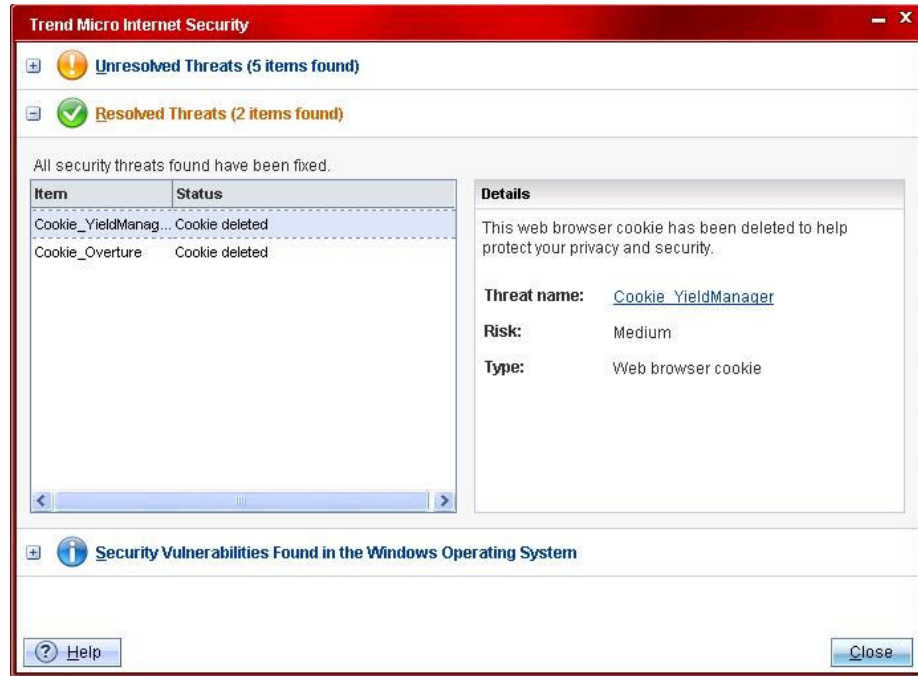 Trend Micro Internet Security
Unresolved Threats (5 items found)
Resolved Threats (2 items found)
All security threats found have been fixed.
Item Status
Cookie_YieldManag... Cookie deleted
Cookie_Overture Cookie deleted
Details
This web browser cookie has been deleted to help
protect your privacy and security.
Threat name: Cookie_YieldManager
Risk: Medium
Type: Web browser cookie
Security Vulnerabilities Found in the Windows Operating System
Help
Close